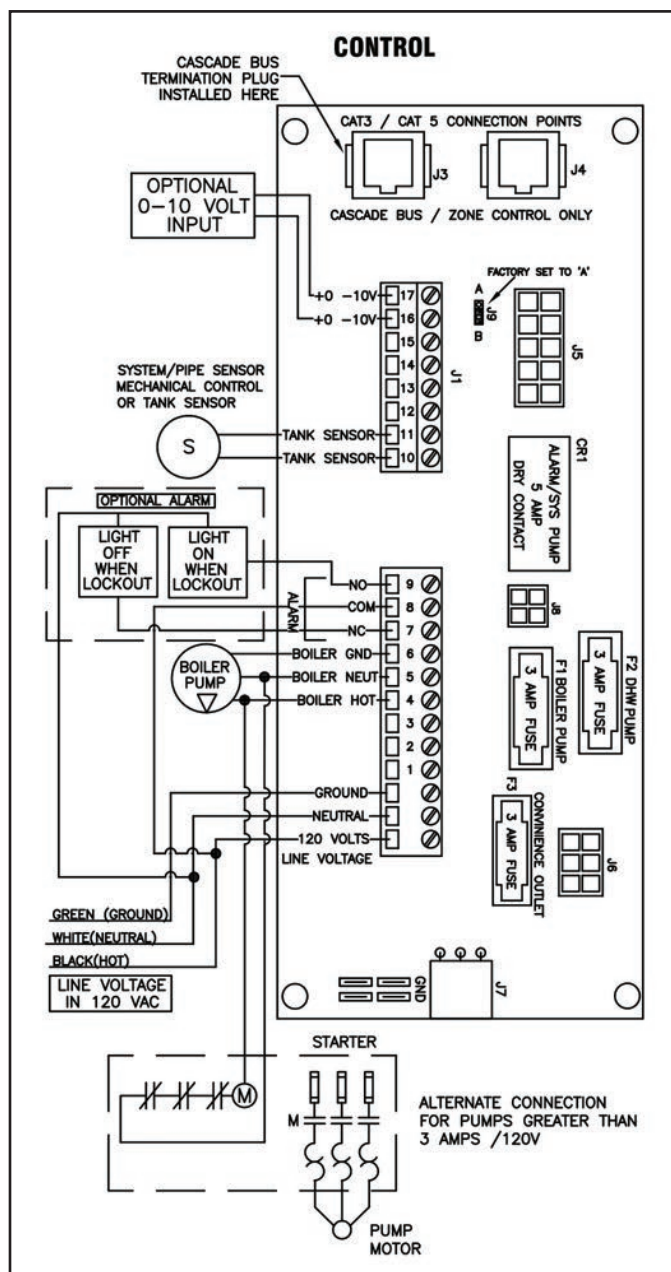 CONTROL
CASCADE BUS
TERMINATION PLUG
INSTALLED HERE
CAT3 / CAT 5 CONNECTION POINTS
J3
J4
CASCADE BUS / ZONE CONTROL ONLY
OPTIONAL
0-10 VOLT
INPUT
FACTORY SET TO 'A'
A
J9
B
J5
+0 -10V 17
+0 -10V 16
15
14
13
12
J1
SYSTEM/PIPE SENSOR
MECHANICAL CONTROL
OR TANK SENSOR
S
TANK SENSOR 11
TANK SENSOR 10
CR1
ALARM/SYS PUMP
5 AMP
DRY CONTACT
OPTIONAL ALARM
LIGHT
OFF
WHEN
LOCKOUT
LIGHT
ON WHEN
LOCKOUT
ALARM
NO 9
COM 8
NC 7
J8
BOILER
PUMP
BOILER GND 6
BOILER NEUT 5
BOILER HOT 4
3
2
1
F1 BOILER PUMP
3 AMP FUSE
F2 DHW PUMP
3 AMP FUSE
GROUND
NEUTRAL
120 VOLTS
LINE VOLTAGE
F3
CONVINIENCE OUTLET
3 AMP FUSE
J6
GREEN (GROUND)
WHITE(NEUTRAL)
BLACK(HOT)
LINE VOLTAGE
IN 120 VAC
GND
J7
STARTER
M
M
ALTERNATE CONNECTION
FOR PUMPS GREATER THAN
3 AMPS /120V
PUMP
MOTOR